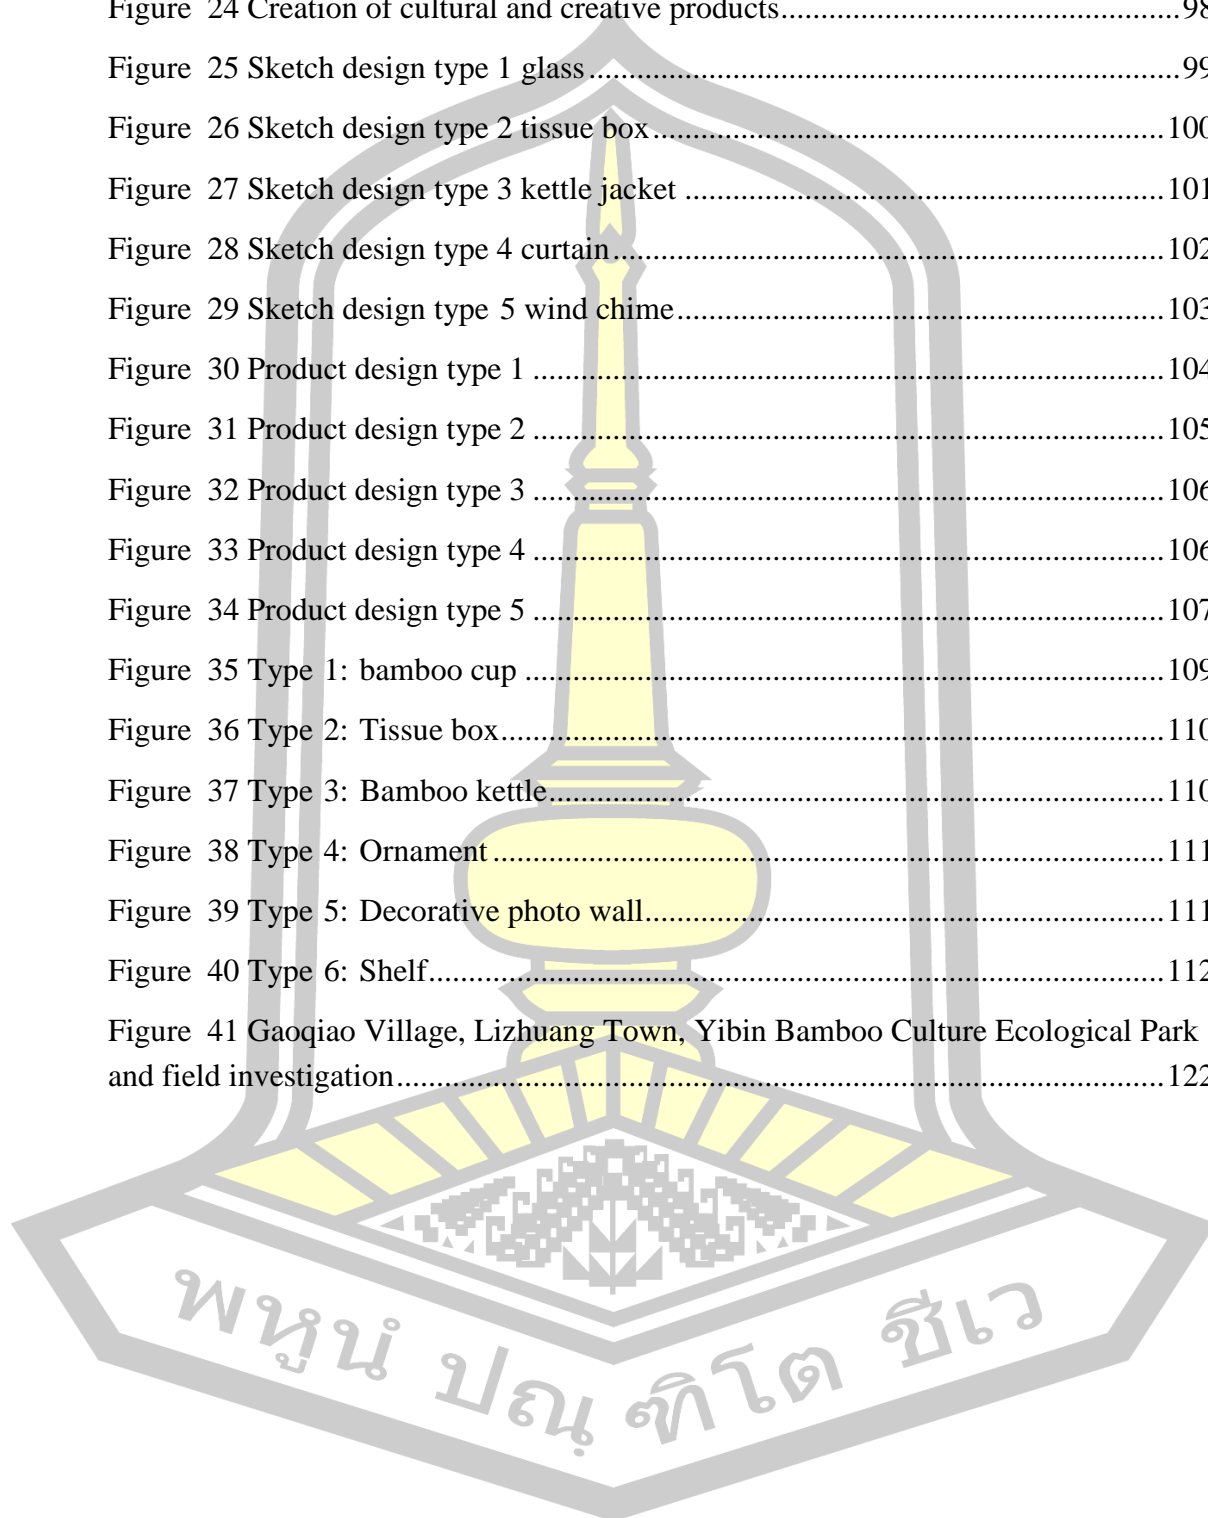 Figure 24 Creation of cultural and creative products..................................................98
Figure 25 Sketch design type 1 glass..........................................................................99
Figure 26 Sketch design type 2 tissue box................................................................100
Figure 27 Sketch design type 3 kettle jacket ............................................................101
Figure 28 Sketch design type 4 curtain.....................................................................102
Figure 29 Sketch design type 5 wind chime.............................................................103
Figure 30 Product design type 1 ...............................................................................104
Figure 31 Product design type 2 ...............................................................................105
Figure 32 Product design type 3 ...............................................................................106
Figure 33 Product design type 4 ...............................................................................106
Figure 34 Product design type 5 ...............................................................................107
Figure 35 Type 1: bamboo cup ................................................................................109
Figure 36 Type 2: Tissue box...................................................................................110
Figure 37 Type 3: Bamboo kettle.............................................................................110
Figure 38 Type 4: Ornament....................................................................................111
Figure 39 Type 5: Decorative photo wall.................................................................111
Figure 40 Type 6: Shelf............................................................................................112
Figure 41 Gaoqiao Village, Lizhuang Town, Yibin Bamboo Culture Ecological Park
and field investigation................................................................................................122
พหูนํ ปณฺฑิโต ชีเว